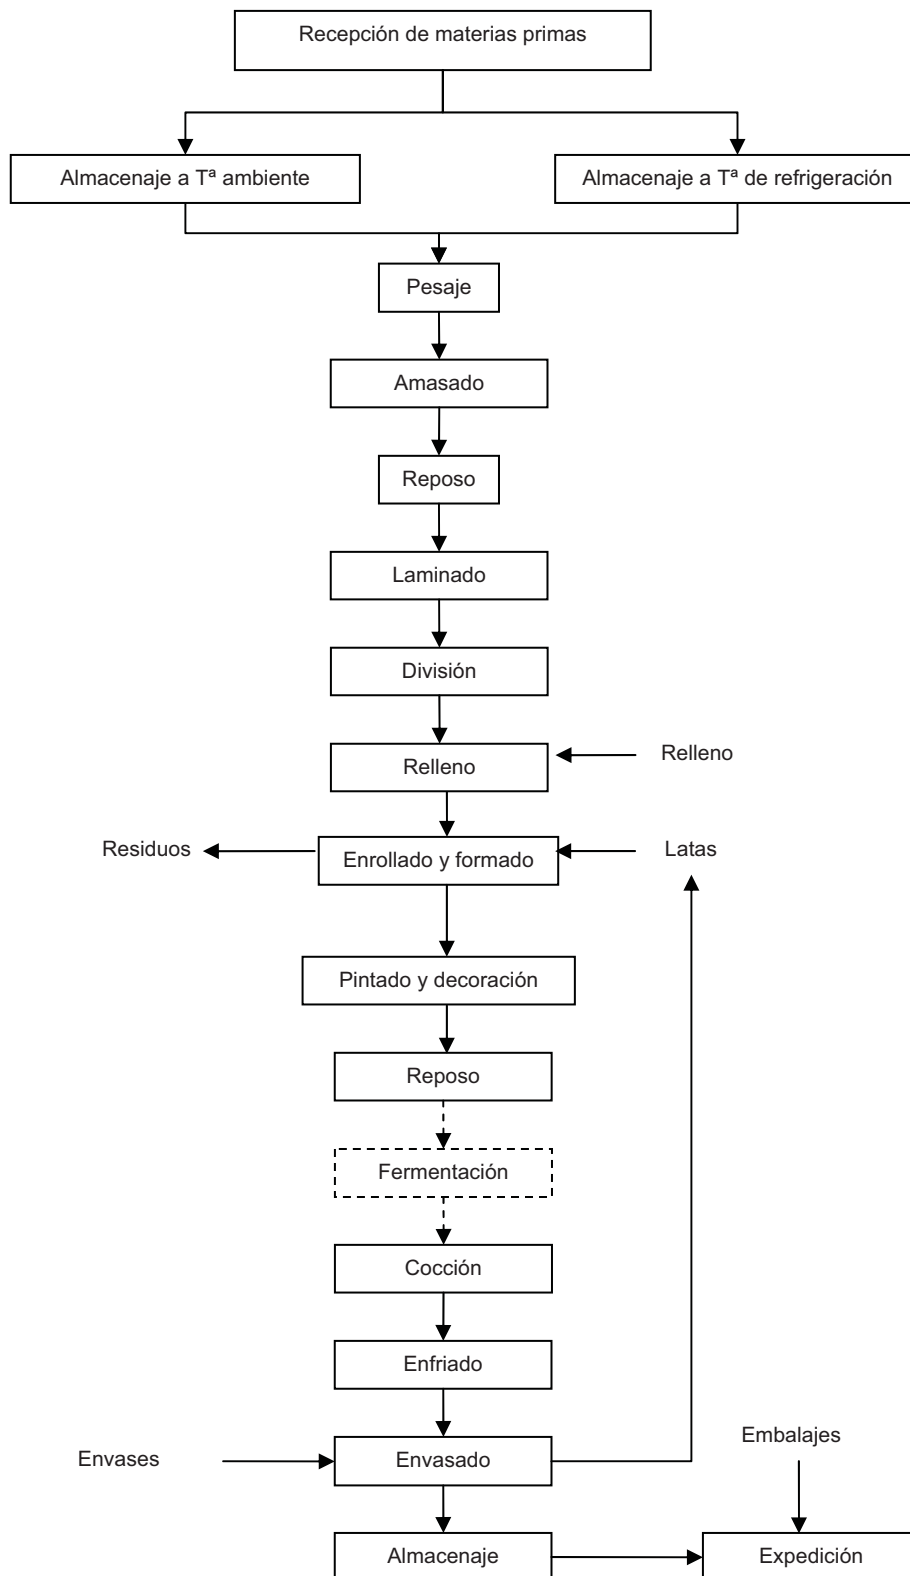 Recepción de materias primas
Almacenaje a Tª ambiente
Almacenaje a Tª de refrigeración
Pesaje
Amasado
Reposo
Laminado
División
Relleno
Relleno
Residuos
Enrollado y formado
Latas
Pintado y decoración
Reposo
Fermentación
Cocción
Enfriado
Embalajes
Envases
Envasado
Almacenaje
Expedición